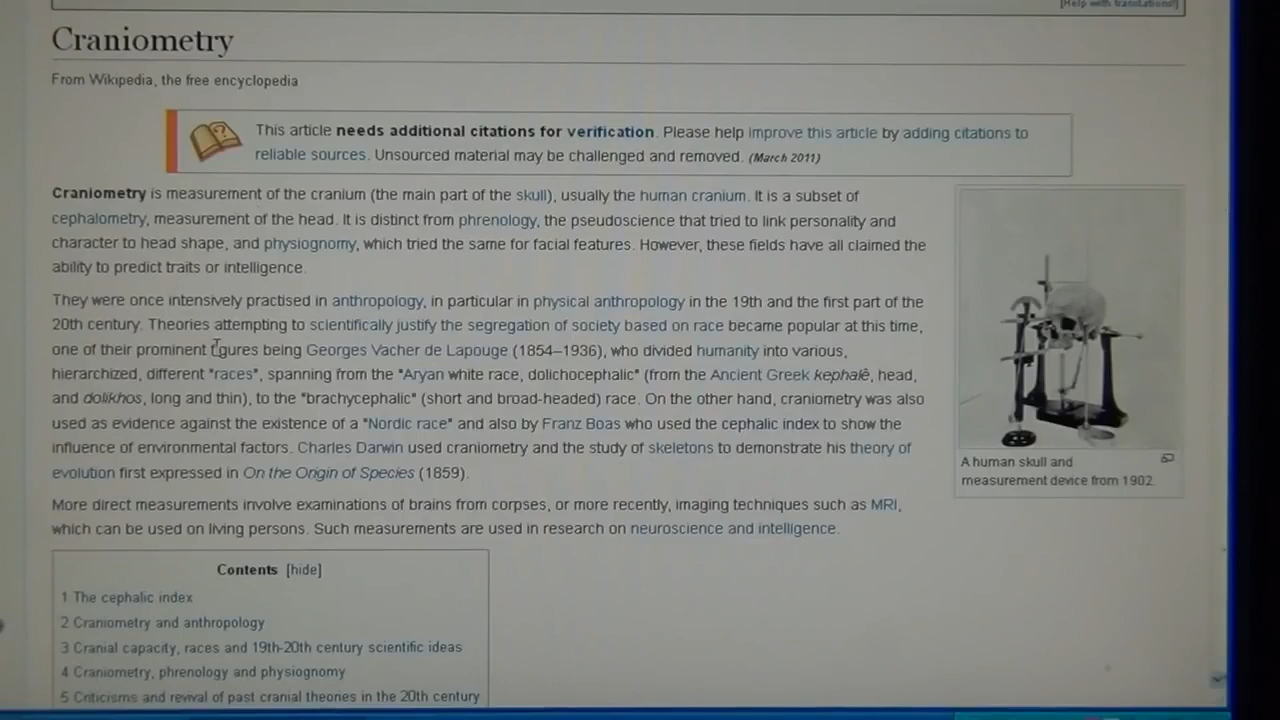 [Help with translations!]
Craniometry
From Wikipedia, the free encyclopedia
This article needs additional citations for verification. Please help improve this article by adding citations to
reliable sources. Unsourced material may be challenged and removed. (March 2011)
Craniometry is measurement of the cranium (the main part of the skull), usually the human cranium. It is a subset of
cephalometry, measurement of the head. It is distinct from phrenology, the pseudoscience that tried to link personality and
character to head shape, and physiognomy, which tried the same for facial features. However, these fields have all claimed the
ability to predict traits or intelligence.
They were once intensively practised in anthropology, in particular in physical anthropology in the 19th and the first part of the
20th century. Theories attempting to scientifically justify the segregation of society based on race became popular at this time,
one of their prominent figures being Georges Vacher de Lapouge (1854–1936), who divided humanity into various,
hierarchized, different "races", spanning from the "Aryan white race, dolichocephalic" (from the Ancient Greek kephalê, head,
and dolikhos, long and thin), to the "brachycephalic" (short and broad-headed) race. On the other hand, craniometry was also
used as evidence against the existence of a "Nordic race" and also by Franz Boas who used the cephalic index to show the
influence of environmental factors. Charles Darwin used craniometry and the study of skeletons to demonstrate his theory of
evolution first expressed in On the Origin of Species (1859).
More direct measurements involve examinations of brains from corpses, or more recently, imaging techniques such as MRI,
which can be used on living persons. Such measurements are used in research on neuroscience and intelligence.
A human skull and
measurement device from 1902.
Contents [hide]
1 The cephalic index
2 Craniometry and anthropology
3 Cranial capacity, races and 19th-20th century scientific ideas
4 Craniometry, phrenology and physiognomy
5 Criticisms and revival of past cranial theories in the 20th century